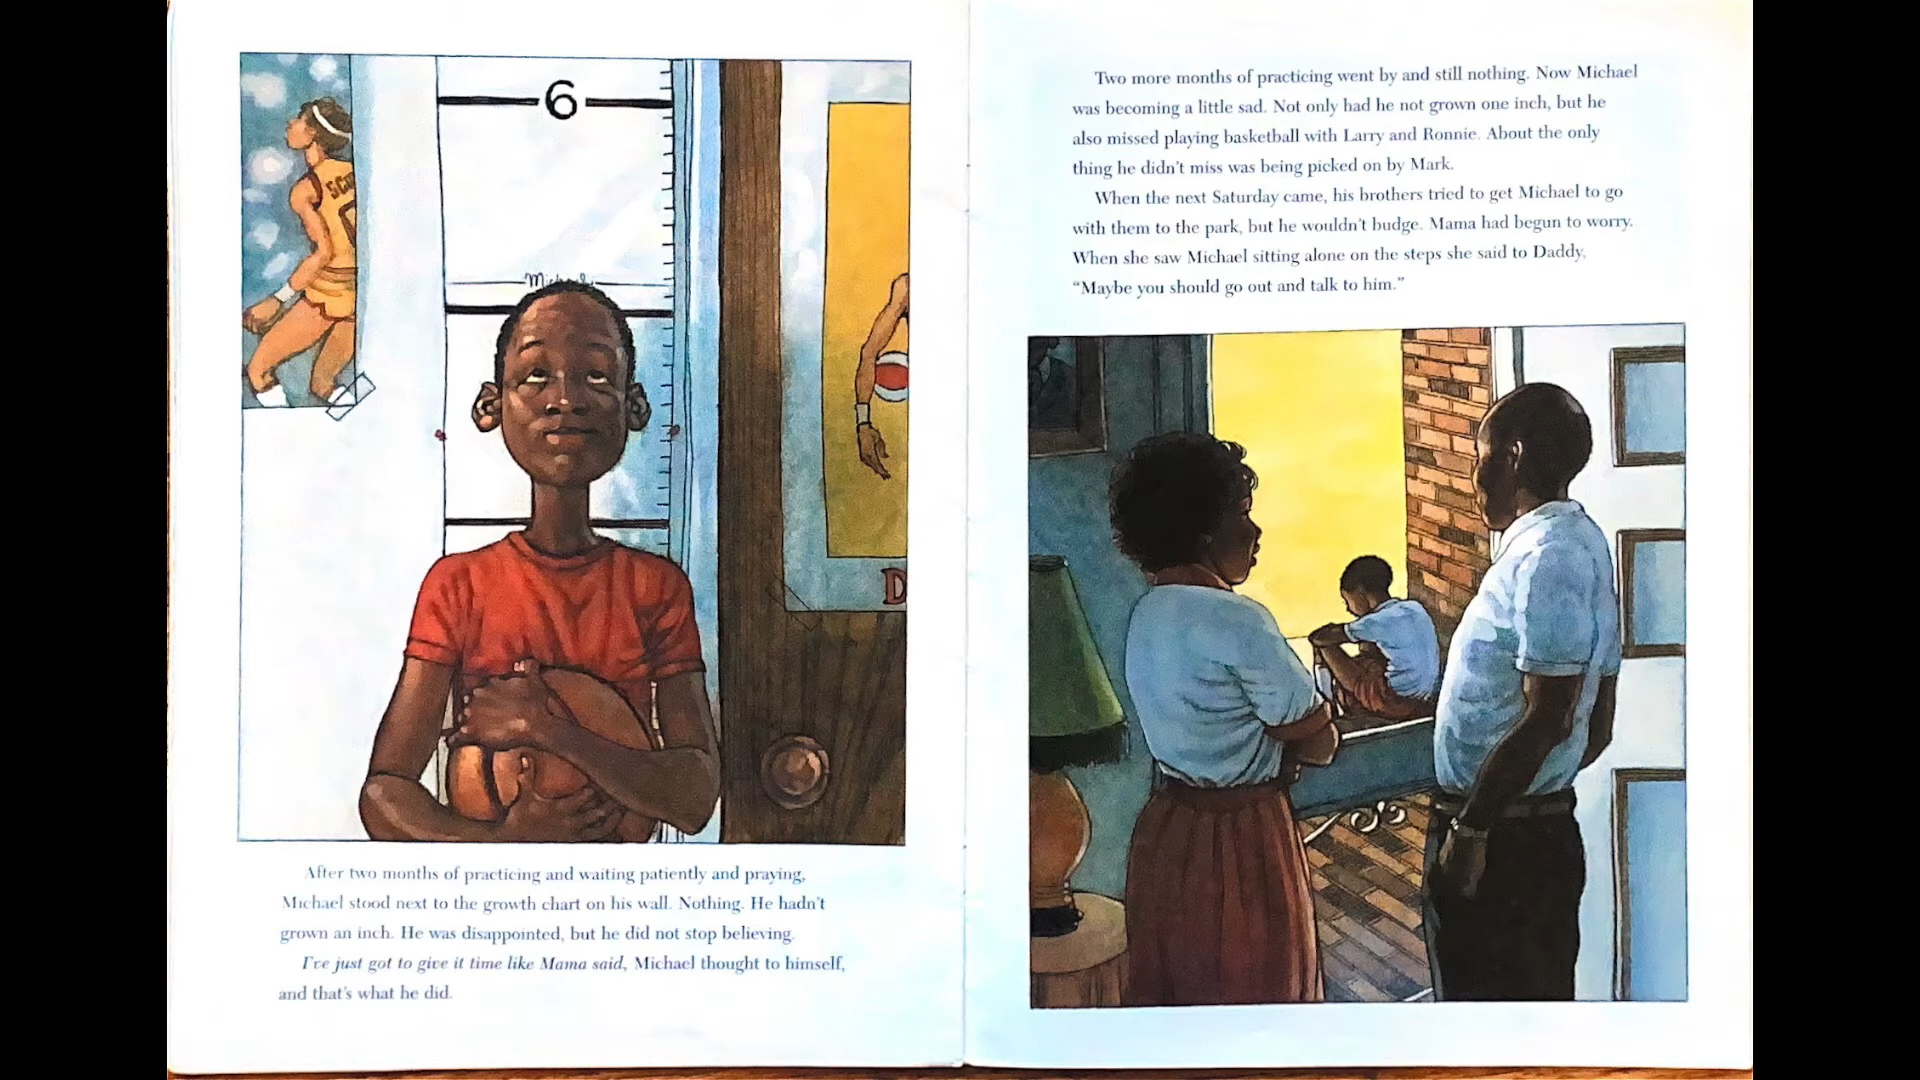 6
Michael
After two months of practicing and waiting patiently and praying,
Michael stood next to the growth chart on his wall. Nothing. He hadn't
grown an inch. He was disappointed, but he did not stop believing.
I've just got to give it time like Mama said, Michael thought to himself,
and that's what he did.
Two more months of practicing went by and still nothing. Now Michael
was becoming a little sad. Not only had he not grown one inch, but he
also missed playing basketball with Larry and Ronnie. About the only
thing he didn't miss was being picked on by Mark.
When the next Saturday came, his brothers tried to get Michael to go
with them to the park, but he wouldn't budge. Mama had begun to worry.
When she saw Michael sitting alone on the steps she said to Daddy,
“Maybe you should go out and talk to him.”